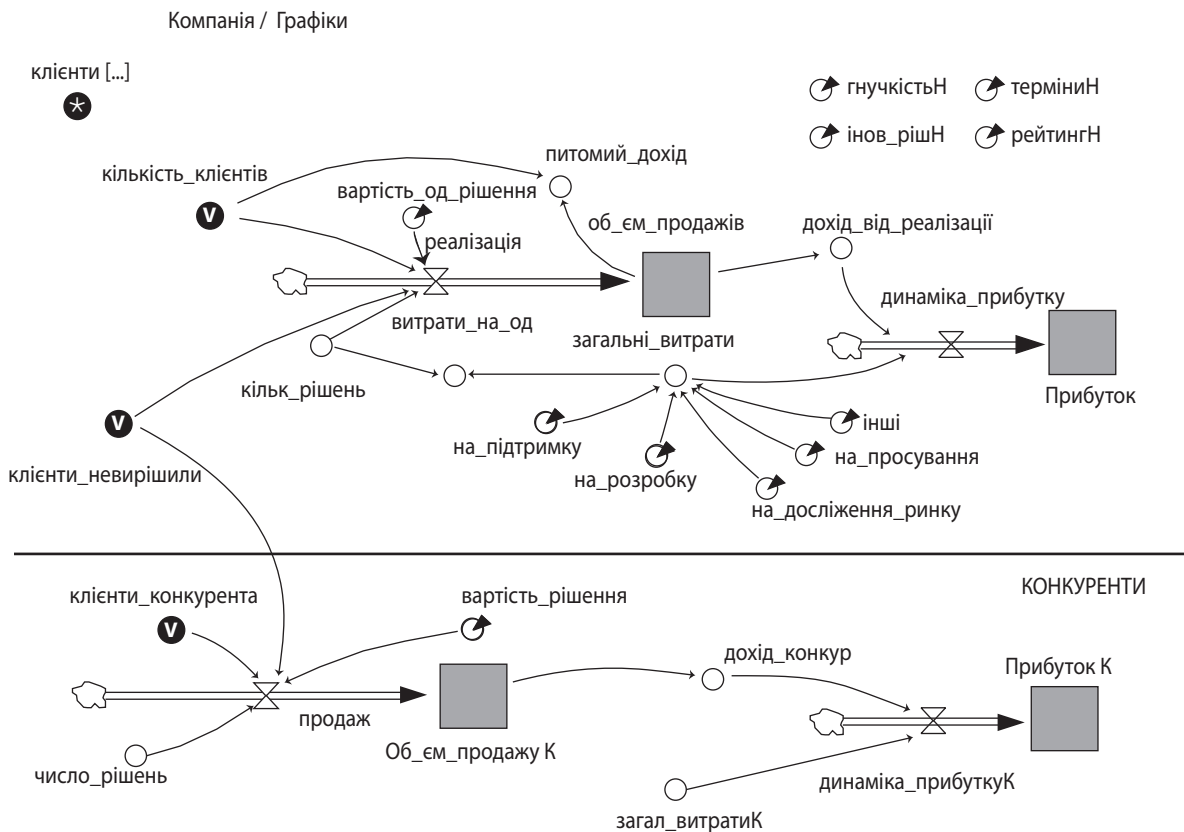 Компанія / Графіки
клієнти [...]
гнучкістьН
терміниН
інов_рішН
рейтингН
питомий_дохід
кількість_клієнтів
вартість_од_рішення
V
об_єм_продажів
дохід_від_реалізації
реалізація
динаміка_прибутку
витрати_на_од
загальні_витрати
кільк_рішень
Прибуток
V
інші
на_підтримку
на_просування
клієнти_невирішили
на_розробку
на_досліження_ринку
КОНКУРЕНТИ
клієнти_конкурента
вартість_рішення
V
дохід_конкур
Прибуток К
продаж
Об_єм_продажу К
число_рішень
динаміка_прибуткуК
загал_витратиК